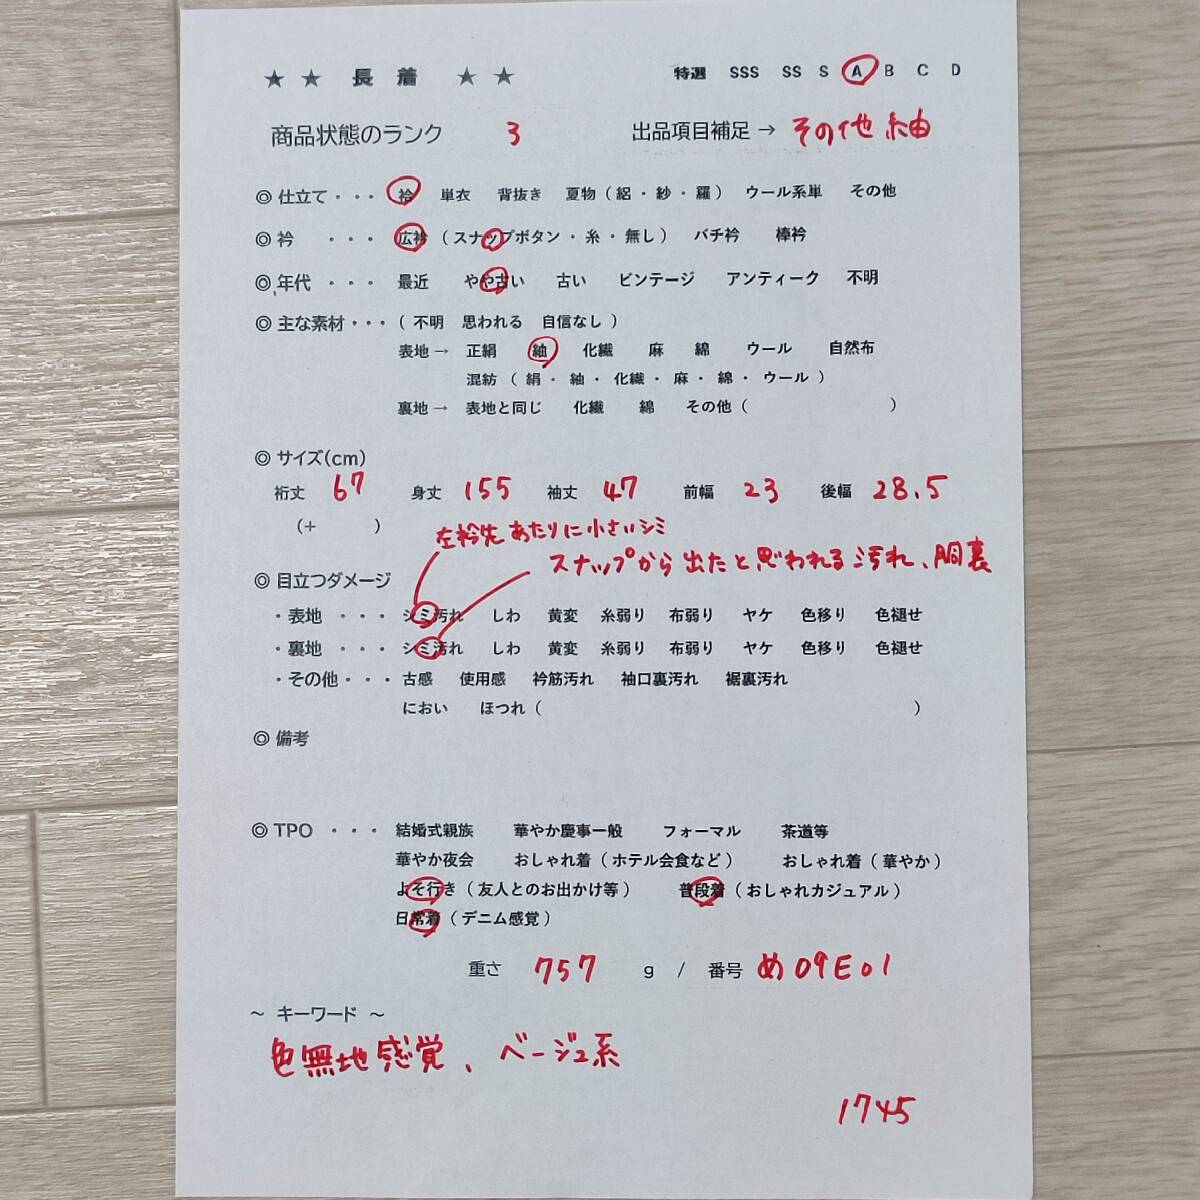 ★ ★ 長 着 ★ ★ 特選 SSS SS S A B C D
商品状態のランク 3 出品項目補足→ その他 紬
◎ 仕立て・・・ 袷 単衣 背抜き 夏物 ( 絽 ・ 紗 ・ 羅 ) ウール系単 その他
◎ 衿 ・・・ 広衿 ( スナップボタン ・ 糸 ・ 無し ) バチ衿 棒衿
◎ 年代 ・・・ 最近 やや古い 古い ビンテージ アンティーク 不明
◎ 主な素材・・・ ( 不明 思われる 自信なし )
表地→ 正絹 紬 化繊 麻 綿 ウール 自然布
混紡 ( 絹 ・ 紬 ・ 化繊 ・ 麻 ・ 綿 ・ ウール )
裏地→ 表地と同じ 化繊 綿 その他 ( )
◎ サイズ(cm)
裄丈 67 身丈 155 袖丈 47 前幅 23 後幅 28.5
(+ )
左衿先あたりに小さいシミ
スナップから出たと思われる汚れ、胴裏
◎ 目立つダメージ
・表地 ・・・ シミ汚れ しわ 黄変 糸弱り 布弱り ヤケ 色移り 色褪せ
・裏地 ・・・ シミ汚れ しわ 黄変 糸弱り 布弱り ヤケ 色移り 色褪せ
・その他・・・ 古感 使用感 衿筋汚れ 袖口裏汚れ 裾裏汚れ
におい ほつれ ( )
◎ 備考
◎ TPO ・・・ 結婚式親族 華やか慶事一般 フォーマル 茶道等
華やか夜会 おしゃれ着 ( ホテル会食など ) おしゃれ着 ( 華やか )
よそ行き ( 友人とのお出かけ等 ) 普段着 ( おしゃれカジュアル )
日常着 ( デニム感覚 )
重さ 757 g / 番号 め09E01
～ キーワード ～
色無地感覚、ベージュ系
1745